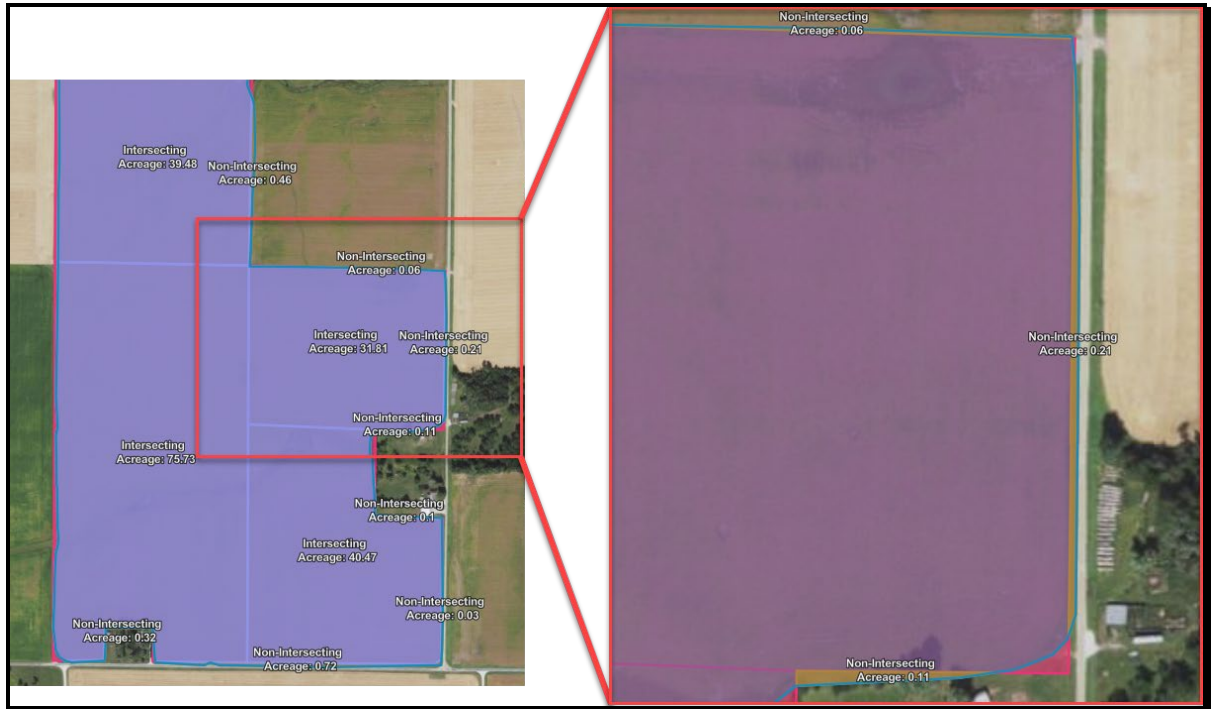 Intersecting
Acreage: 39.48
Non-Intersecting
Acreage: 0.46
Non-Intersecting
Acreage: 0.06
Intersecting
Acreage: 31.81
Non-Intersecting
Acreage: 0.21
Non-Intersecting
Acreage: 0.11
Intersecting
Acreage: 75.73
Non-Intersecting
Acreage: 0.1
Intersecting
Acreage: 40.47
Non-Intersecting
Acreage: 0.03
Non-Intersecting
Acreage: 0.32
Non-Intersecting
Acreage: 0.72
Non-Intersecting
Acreage: 0.06
Non-Intersecting
Acreage: 0.21
Non-Intersecting
Acreage: 0.11